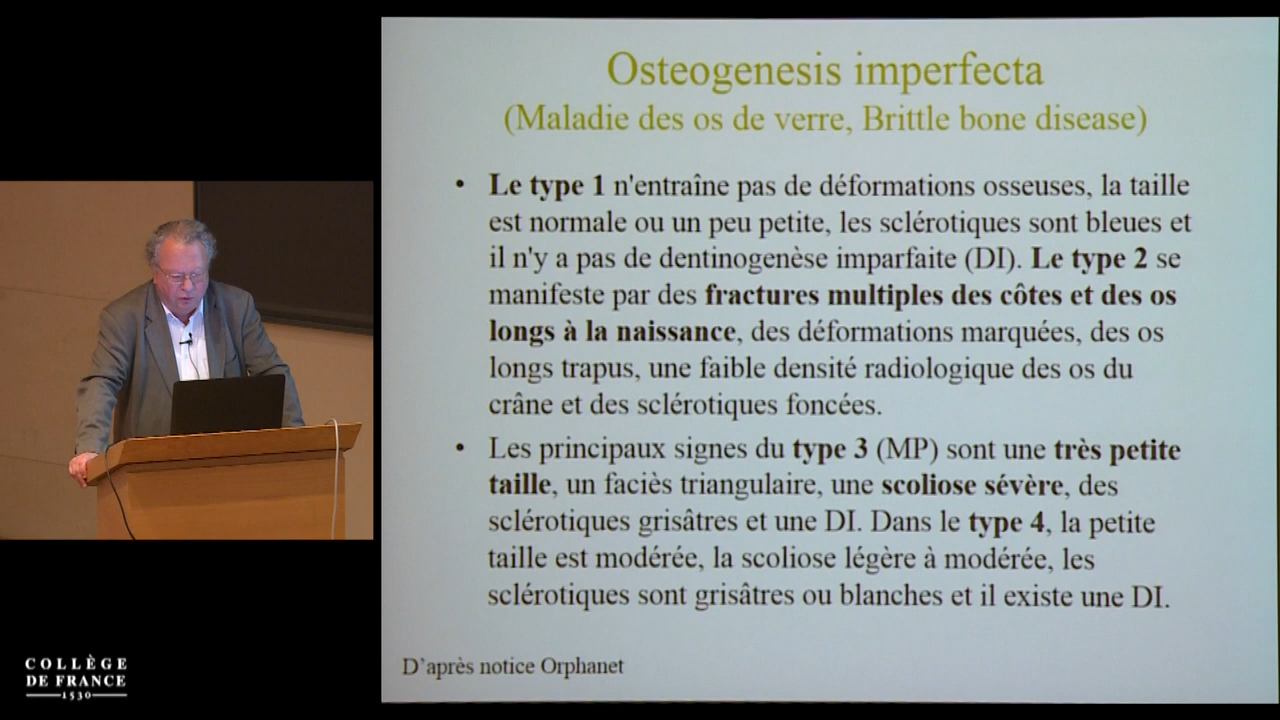 Osteogenesis imperfecta
(Maladie des os de verre, Brittle bone disease)
• Le type 1 n'entraîne pas de déformations osseuses, la taille
est normale ou un peu petite, les sclérotiques sont bleues et
il n'y a pas de dentinogenèse imparfaite (DI). Le type 2 se
manifeste par des fractures multiples des côtes et des os
longs à la naissance, des déformations marquées, des os
longs trapus, une faible densité radiologique des os du
crâne et des sclérotiques foncées.
• Les principaux signes du type 3 (MP) sont une très petite
taille, un faciès triangulaire, une scoliose sévère, des
sclérotiques grisâtres et une DI. Dans le type 4, la petite
taille est modérée, la scoliose légère à modérée, les
sclérotiques sont grisâtres ou blanches et il existe une DI.
D'après notice Orphanet
COLLÈGE
DE FRANCE
1530